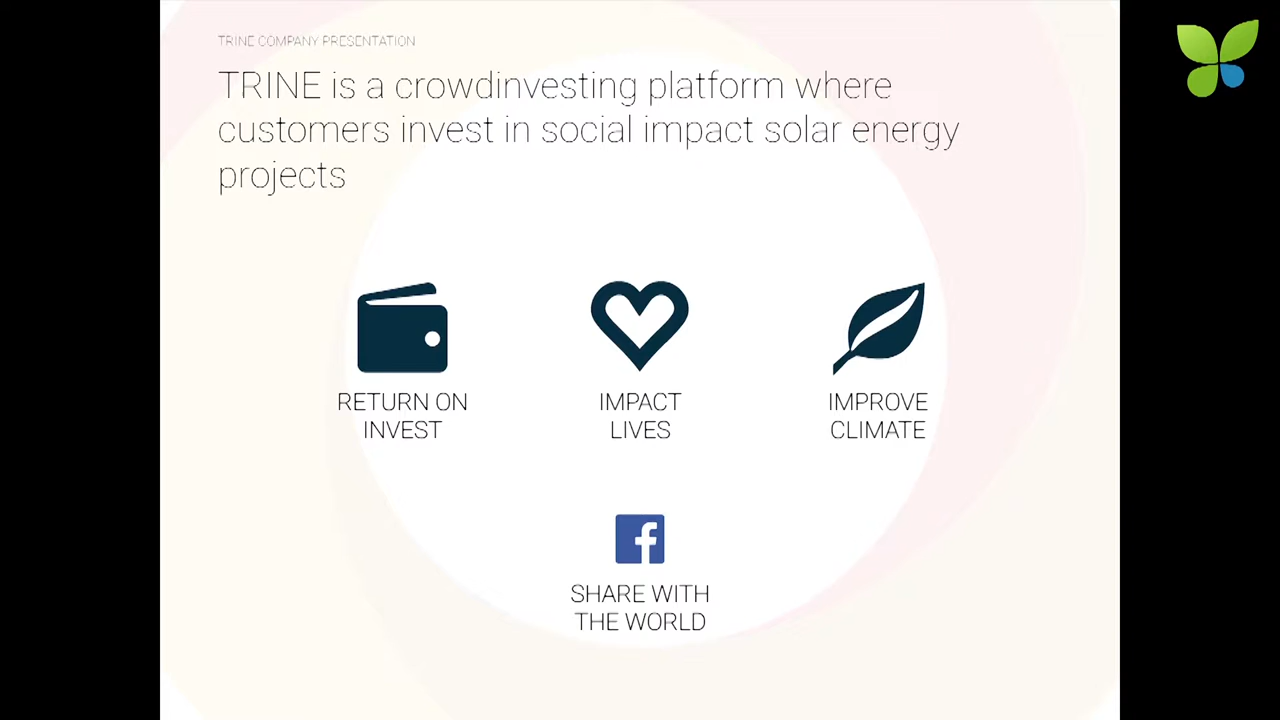 TRINE COMPANY PRESENTATION
TRINE is a crowdinvesting platform where
customers invest in social impact solar energy
projects
RETURN ON
INVEST
IMPACT
LIVES
IMPROVE
CLIMATE
SHARE WITH
THE WORLD